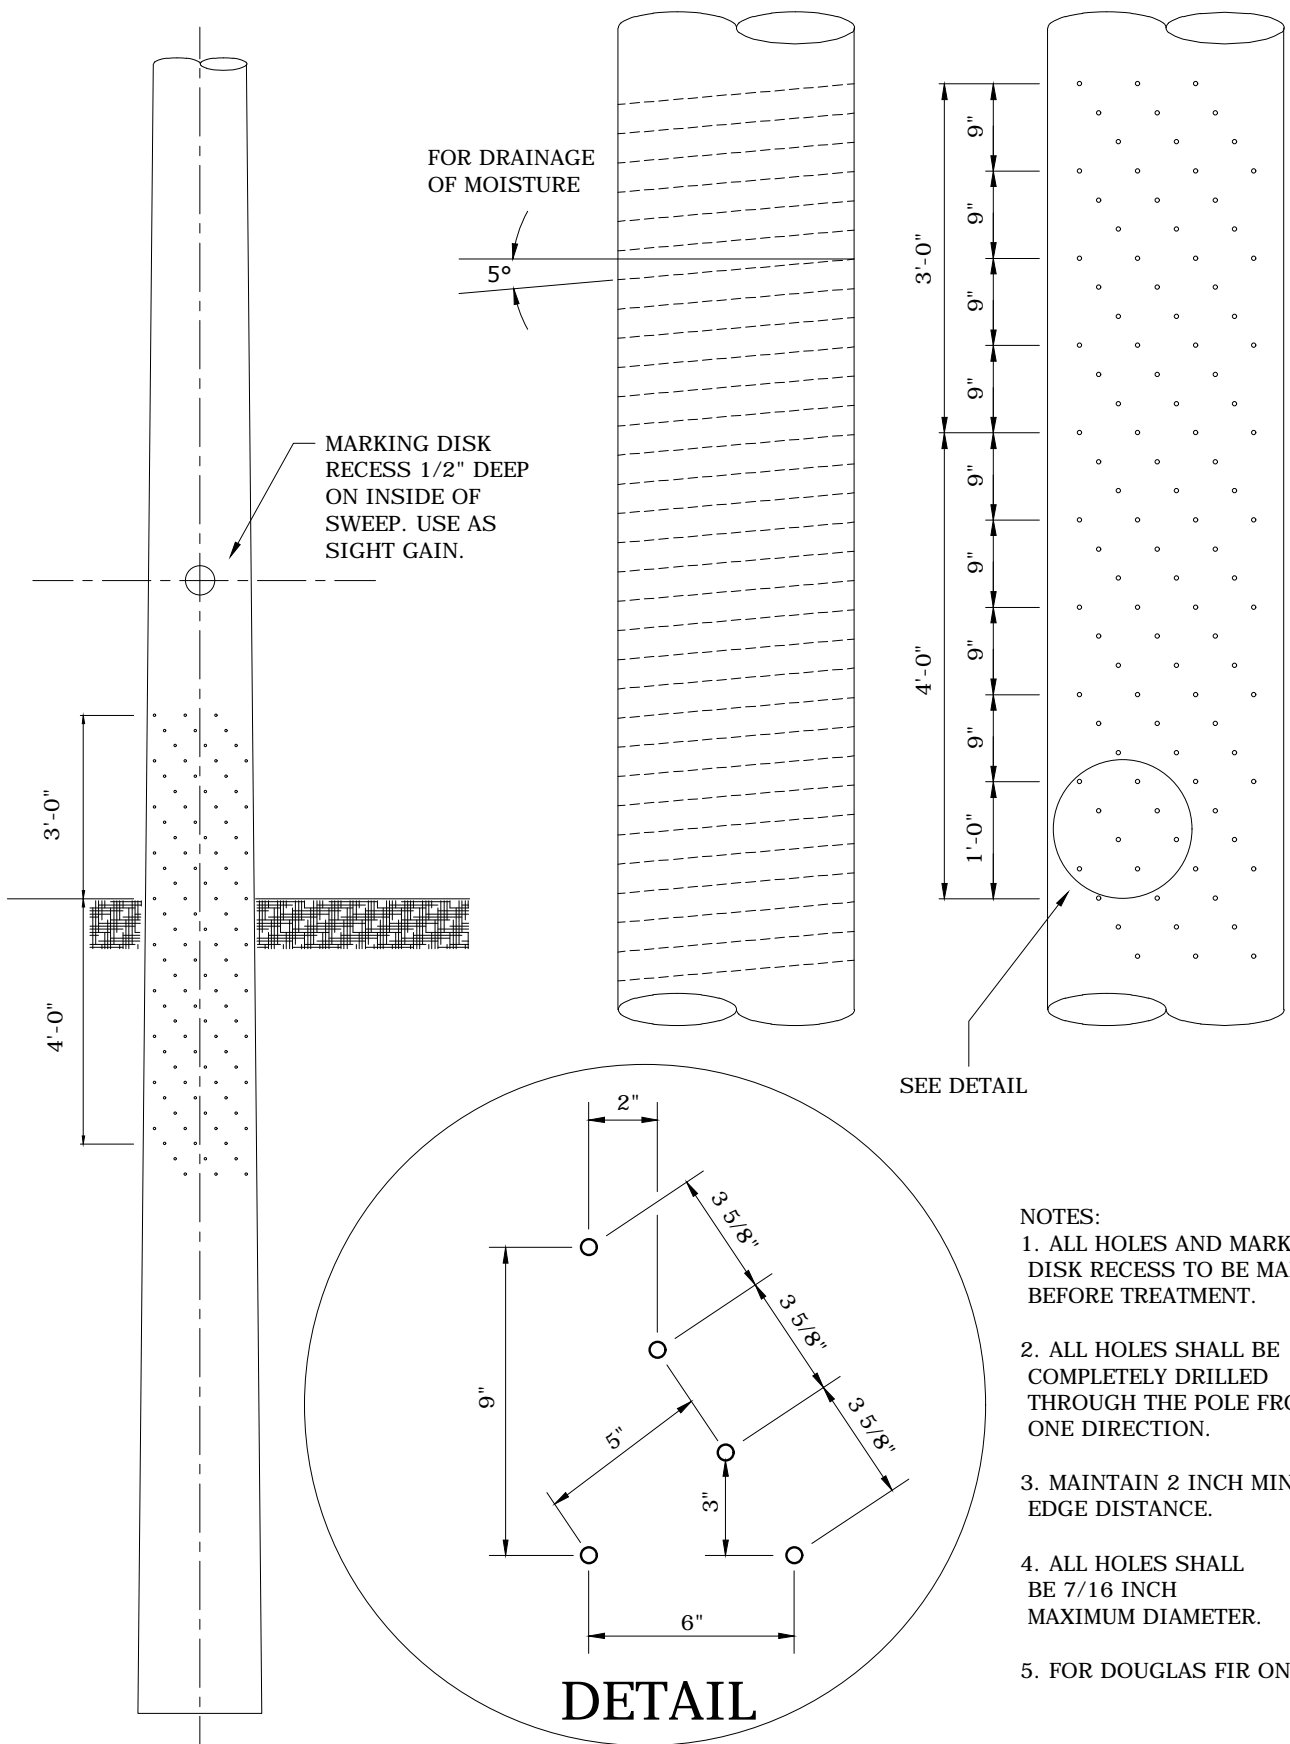 FOR DRAINAGE
OF MOISTURE
5°
MARKING DISK
RECESS 1/2" DEEP
ON INSIDE OF
SWEEP. USE AS
SIGHT GAIN.
3'-0"
4'-0"
3'-0"
4'-0"
9"
9"
9"
9"
9"
9"
9"
9"
1'-0"
SEE DETAIL
2"
3 5/8"
3 5/8"
3 5/8"
9"
5"
3"
6"
DETAIL
NOTES:
1. ALL HOLES AND MARK
DISK RECESS TO BE MA
BEFORE TREATMENT.
2. ALL HOLES SHALL BE
COMPLETELY DRILLED
THROUGH THE POLE FRO
ONE DIRECTION.
3. MAINTAIN 2 INCH MIN
EDGE DISTANCE.
4. ALL HOLES SHALL
BE 7/16 INCH
MAXIMUM DIAMETER.
5. FOR DOUGLAS FIR ON